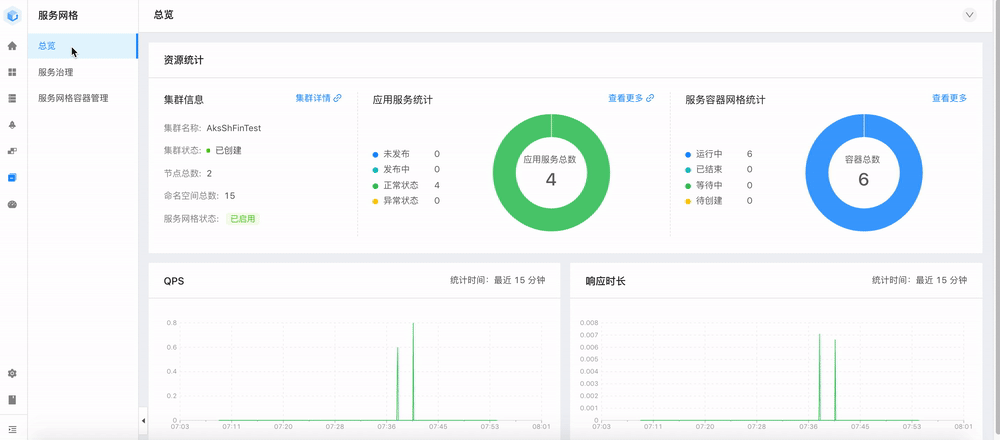 服务网格
总览
服务治理
服务网格容器管理
总览
资源统计
集群信息
集群详情
集群名称: AksShFinTest
集群状态: 已创建
节点总数: 2
命名空间总数: 15
服务网格状态: 已启用
应用服务统计
查看更多
未发布 0
发布中 0
正常状态 4
异常状态 0
应用服务总数
4
服务容器网格统计
查看更多
运行中 6
已结束 0
等待中 0
待创建 0
容器总数
6
QPS
统计时间: 最近 15 分钟
0.8
0.6
0.4
0.2
0
07:03 07:11 07:20 07:28 07:36 07:45 07:53 08:01
响应时长
统计时间: 最近 15 分钟
0.008
0.007
0.006
0.005
0.004
0.003
0.002
0.001
0
07:03 07:11 07:20 07:28 07:36 07:45 07:53 08:01